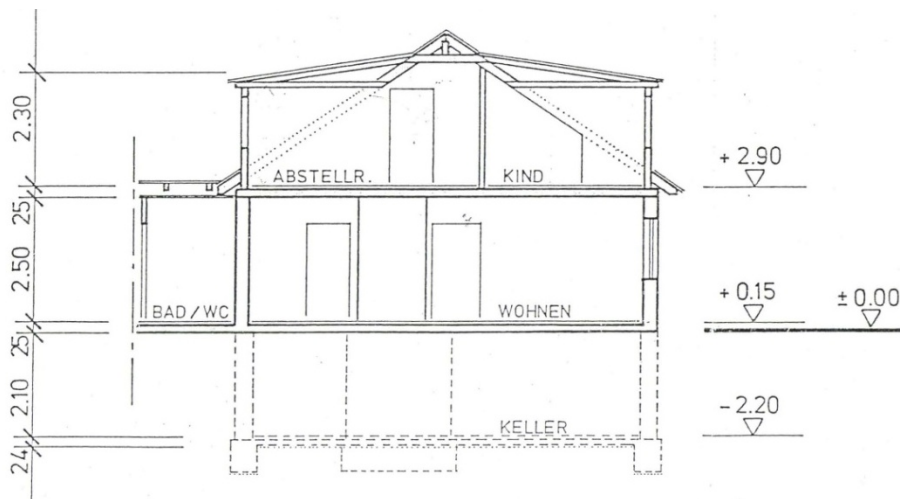 2.30
25
2.50
25
2.10
24
ABSTELLR.
KIND
BAD / WC
WOHNEN
KELLER
+ 2.90
+ 0.15
± 0.00
- 2.20